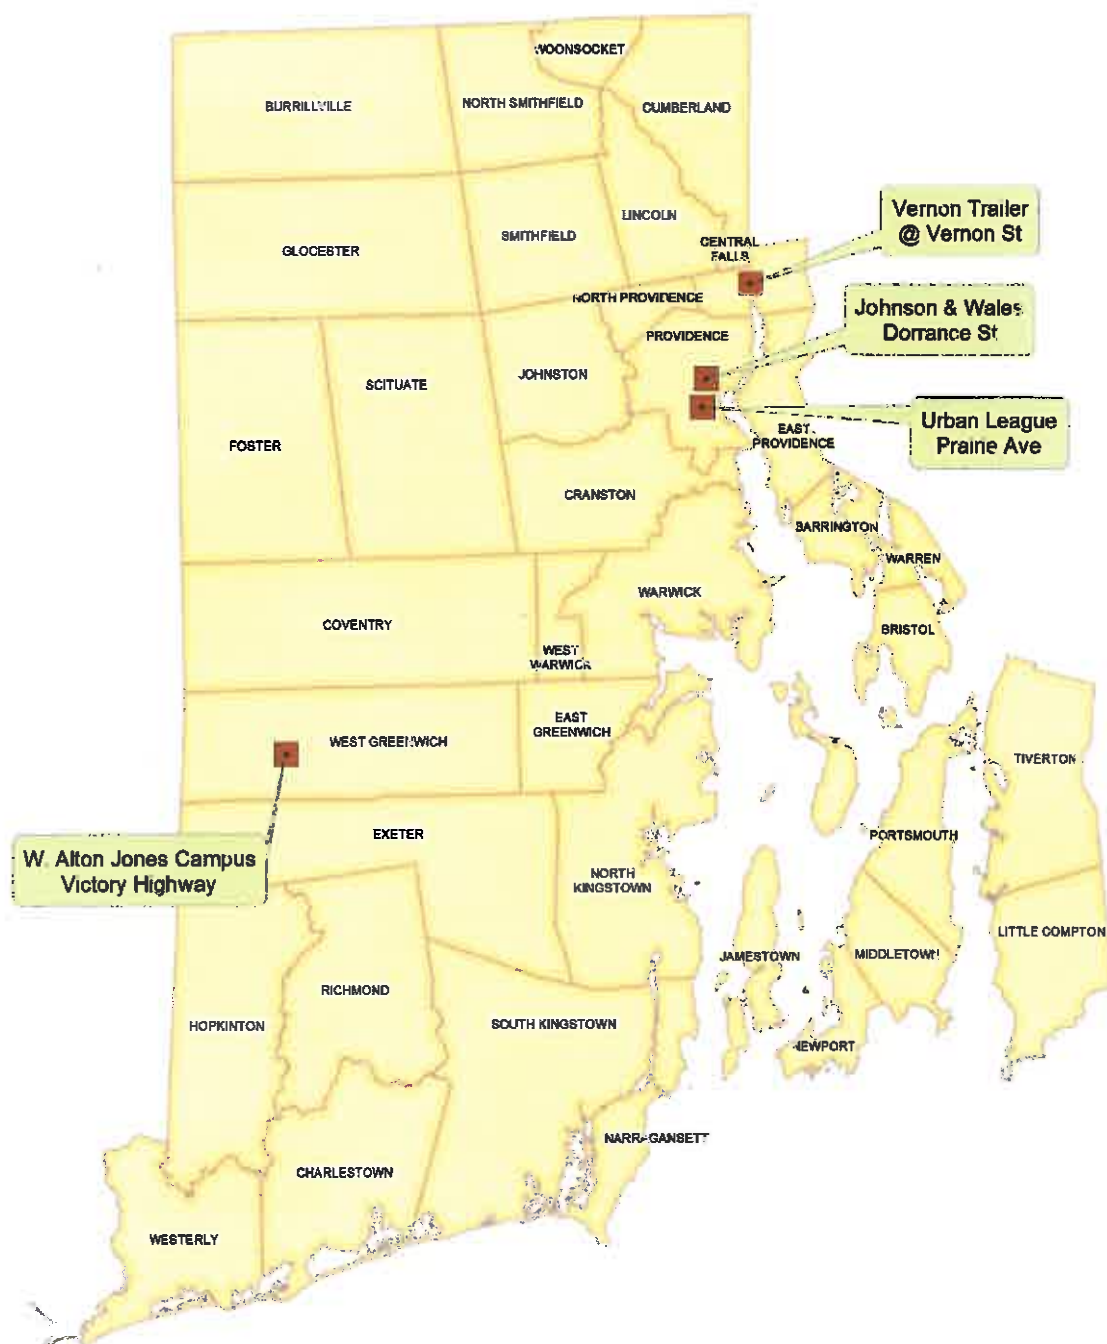 WOONSOCKET
BURRILLVILLE
NORTH SMITHFIELD
CUMBERLAND
Vernon Trailer
@ Vernon St
LINCOLN
SMITHFIELD
GLOCESTER
CENTRAL
FALLS
NORTH PROVIDENCE
Johnson & Wales
Dorrance St
PROVIDENCE
JOHNSTON
SCITUATE
Urban League
Prairie Ave
EAST
PROVIDENCE
FOSTER
CRANSTON
BARRINGTON
WARREN
WARWICK
COVENTRY
BRISTOL
WEST
WARWICK
EAST
GREENWICH
WEST GREENWICH
TIVERTON
EXETER
PORTSMOUTH
W. Alton Jones Campus
Victory Highway
NORTH
KINGSTOWN
LITTLE COMPTON
MIDDLETOWN
JAMESTOWN
RICHMOND
HOPKINTON
SOUTH KINGSTOWN
NEWPORT
NARRAGANSETT
CHARLESTOWN
WESTERLY